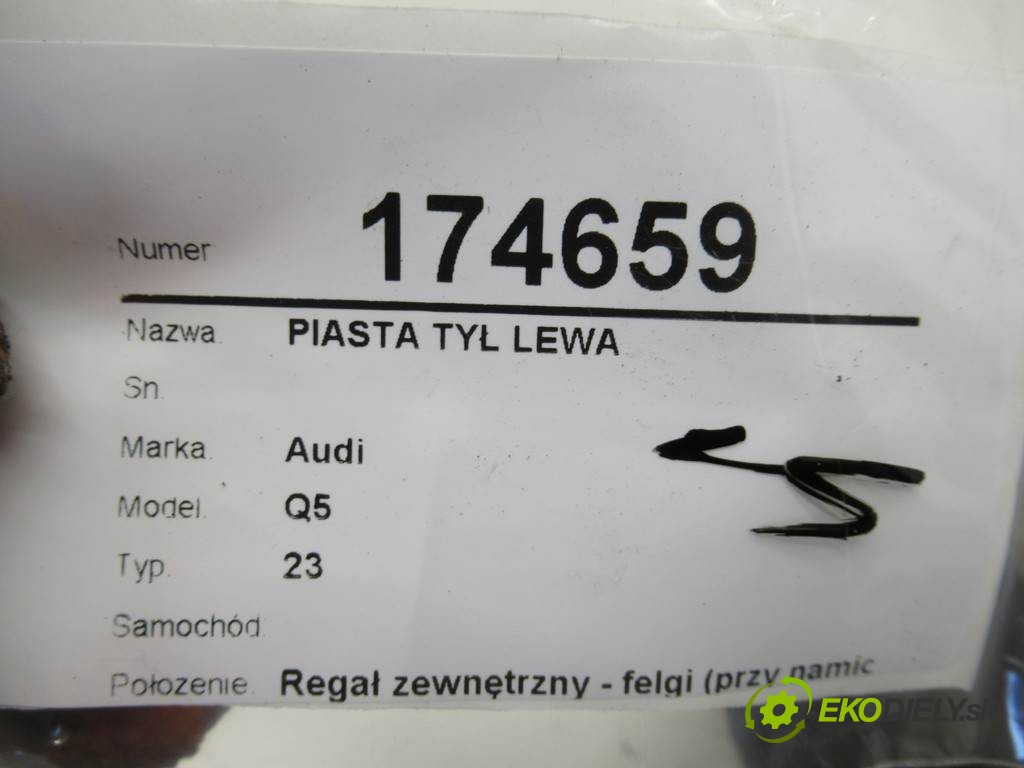 Numer 174659
Nazwa. PIASTA TYŁ LEWA
Sn.
Marka. Audi
Model. Q5
Typ. 23
Samochód.
Położenie. Regał zewnętrzny - felgi (przy namic
EKODIELY.sk